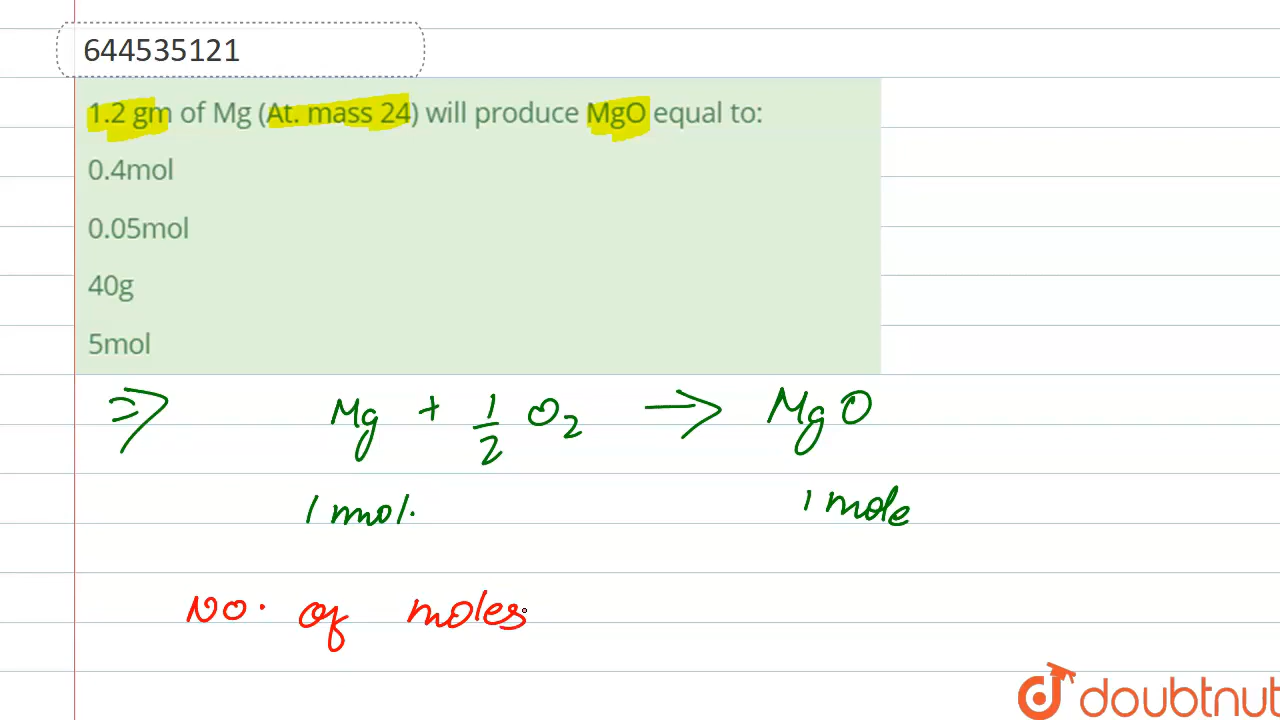 644535121
1.2 gm of Mg (At. mass 24) will produce MgO equal to:
0.4mol
0.05mol
40g
5mol
⇒ Mg + 1/2 O2 → MgO
1 mol. 1 mole
No. of moles
doubtnut